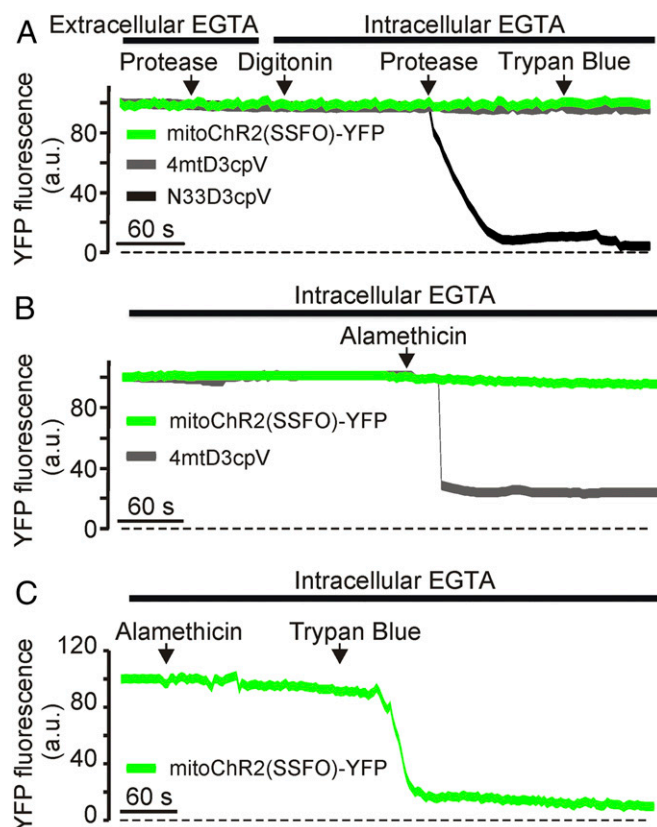 A
Extracellular EGTA Intracellular EGTA
Protease Digitonin Protease Trypan Blue
YFP fluorescence
(a.u.)
80
40
0
mitoChR2(SSFO)-YFP
4mtD3cpV
N33D3cpV
60 s
B
Intracellular EGTA
Alamethicin
YFP fluorescence
(a.u.)
80
40
0
mitoChR2(SSFO)-YFP
4mtD3cpV
60 s
C
Intracellular EGTA
Alamethicin Trypan Blue
YFP fluorescence
(a.u.)
120
80
40
0
mitoChR2(SSFO)-YFP
60 s